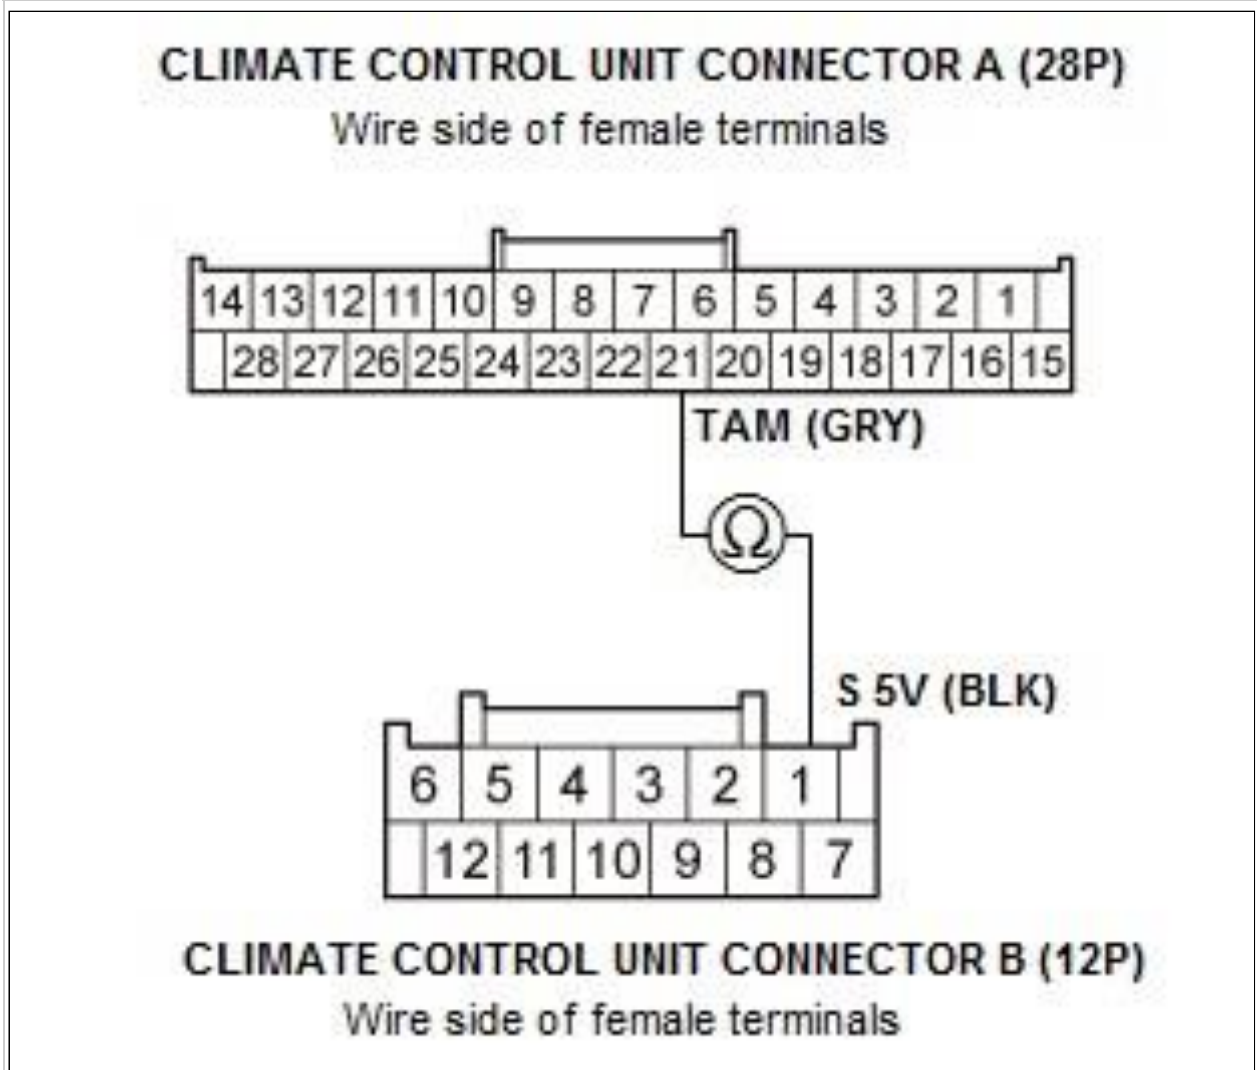 CLIMATE CONTROL UNIT CONNECTOR A (28P)
Wire side of female terminals
14 13 12 11 10 9 8 7 6 5 4 3 2 1
28 27 26 25 24 23 22 21 20 19 18 17 16 15
TAM (GRY)
Ω
S 5V (BLK)
6 5 4 3 2 1
12 11 10 9 8 7
CLIMATE CONTROL UNIT CONNECTOR B (12P)
Wire side of female terminals